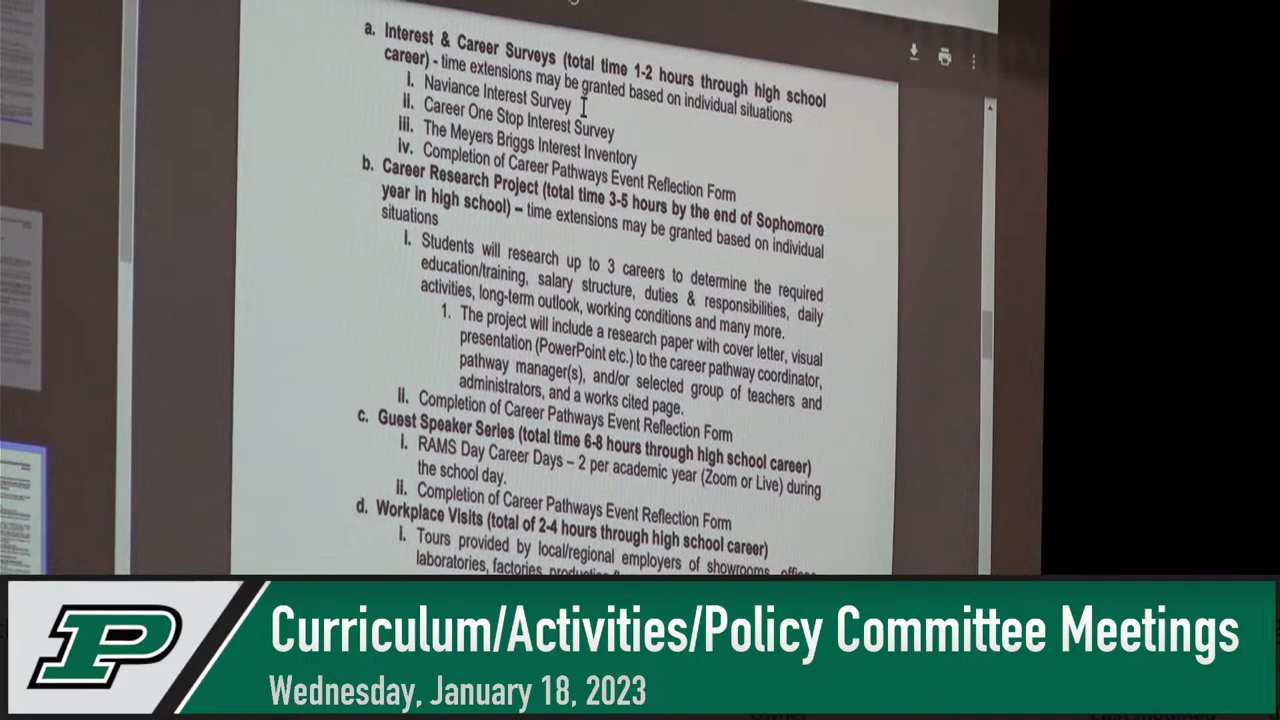 a. Interest & Career Surveys (total time 1-2 hours through high school
career) - time extensions may be granted based on individual situations
i. Naviance Interest Survey
ii. Career One Stop Interest Survey
iii. The Meyers Briggs Interest Inventory
iv. Completion of Career Pathways Event Reflection Form
b. Career Research Project (total time 3-5 hours by the end of Sophomore
year in high school) – time extensions may be granted based on individual
situations
i. Students will research up to 3 careers to determine the required
education/training, salary structure, duties & responsibilities, daily
activities, long-term outlook, working conditions and many more.
1. The project will include a research paper with cover letter, visual
presentation (PowerPoint etc.) to the career pathway coordinator,
pathway manager(s), and/or selected group of teachers and
administrators, and a works cited page.
ii. Completion of Career Pathways Event Reflection Form
c. Guest Speaker Series (total time 6-8 hours through high school career)
i. RAMS Day Career Days – 2 per academic year (Zoom or Live) during
the school day.
ii. Completion of Career Pathways Event Reflection Form
d. Workplace Visits (total of 2-4 hours through high school career)
i. Tours provided by local/regional employers of showrooms,
laboratories, factories,
P
Curriculum/Activities/Policy Committee Meetings
Wednesday, January 18, 2023